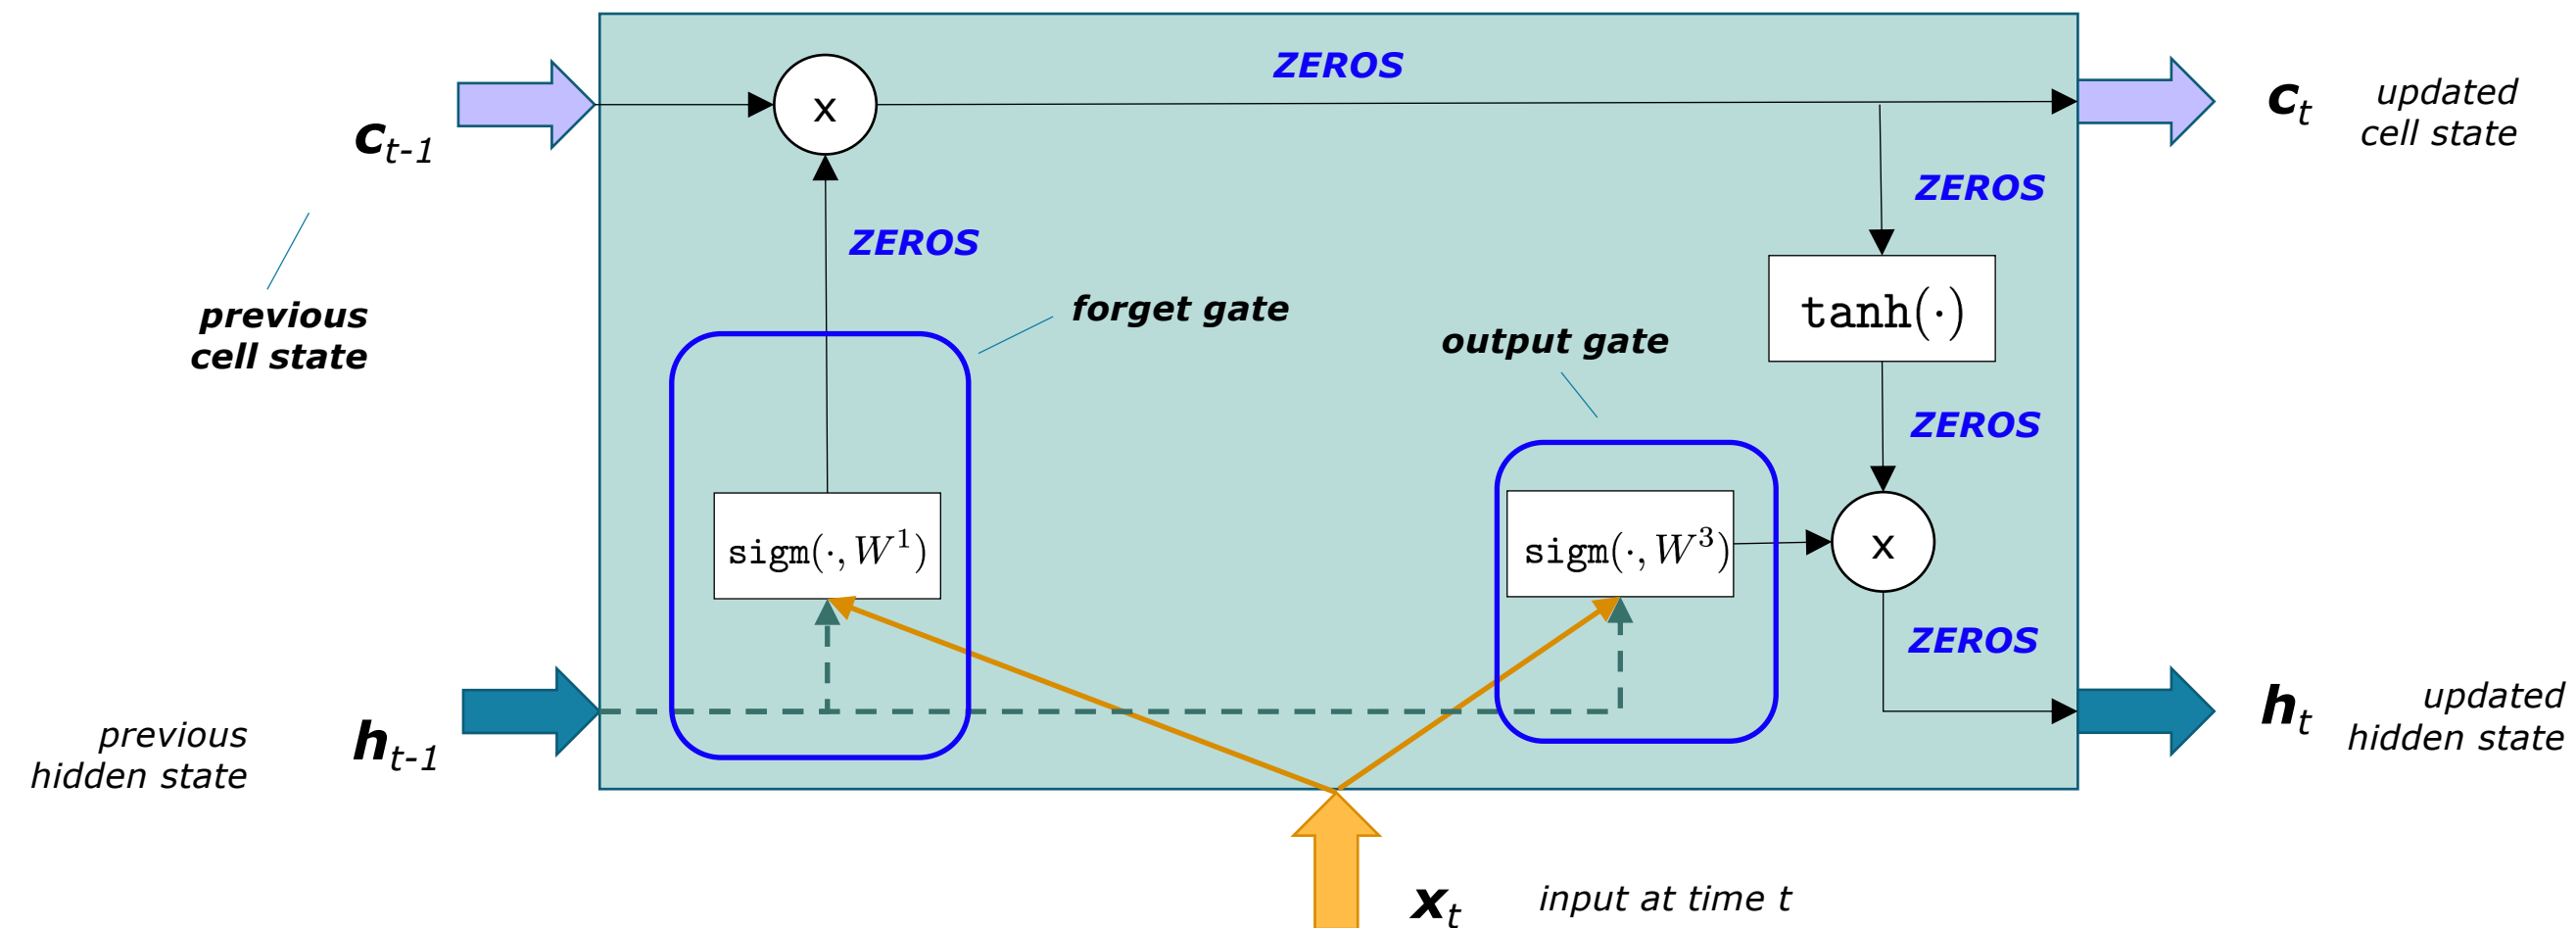 ZEROS
x
c_{t-1}
c_t
updated
cell state
ZEROS
ZEROS
previous
cell state
forget gate
output gate
tanh(·)
ZEROS
sigm(·, W^1)
sigm(·, W^3)
x
ZEROS
previous
hidden state
h_{t-1}
h_t
updated
hidden state
x_t
input at time t